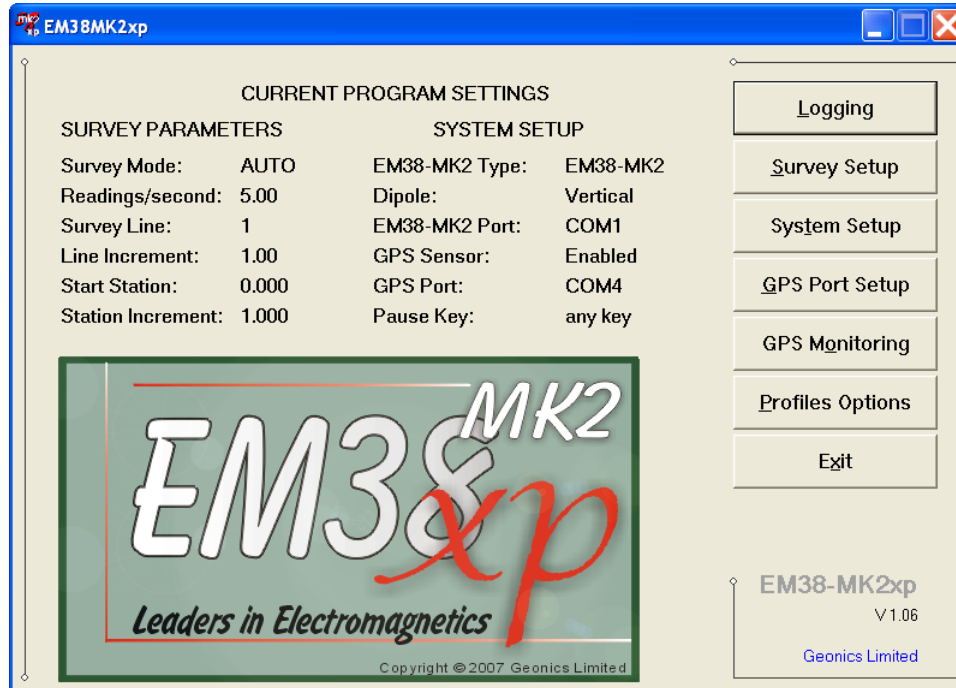 EM38MK2xp
CURRENT PROGRAM SETTINGS
SURVEY PARAMETERS
Survey Mode: AUTO
Readings/second: 5.00
Survey Line: 1
Line Increment: 1.00
Start Station: 0.000
Station Increment: 1.000
SYSTEM SETUP
EM38-MK2 Type: EM38-MK2
Dipole: Vertical
EM38-MK2 Port: COM1
GPS Sensor: Enabled
GPS Port: COM4
Pause Key: any key
Logging
Survey Setup
System Setup
GPS Port Setup
GPS Monitoring
Profiles Options
Exit
MK2
EM38
xp
Leaders in Electromagnetics
Copyright © 2007 Geonics Limited
EM38-MK2xp
V 1.06
Geonics Limited